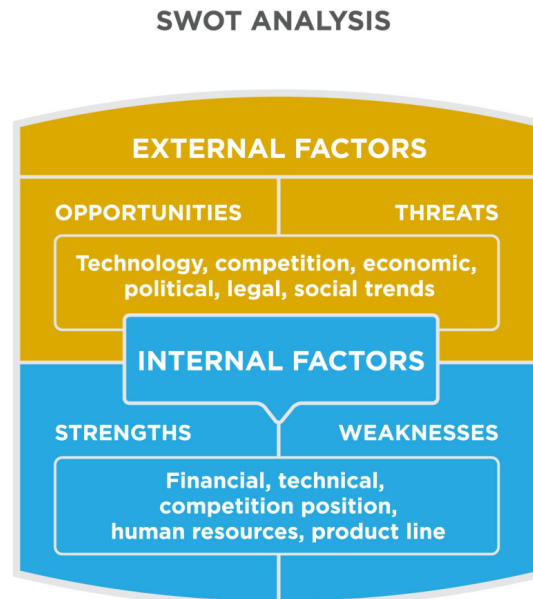 SWOT ANALYSIS
EXTERNAL FACTORS
OPPORTUNITIES
THREATS
Technology, competition, economic,
political, legal, social trends
INTERNAL FACTORS
STRENGTHS
WEAKNESSES
Financial, technical,
competition position,
human resources, product line